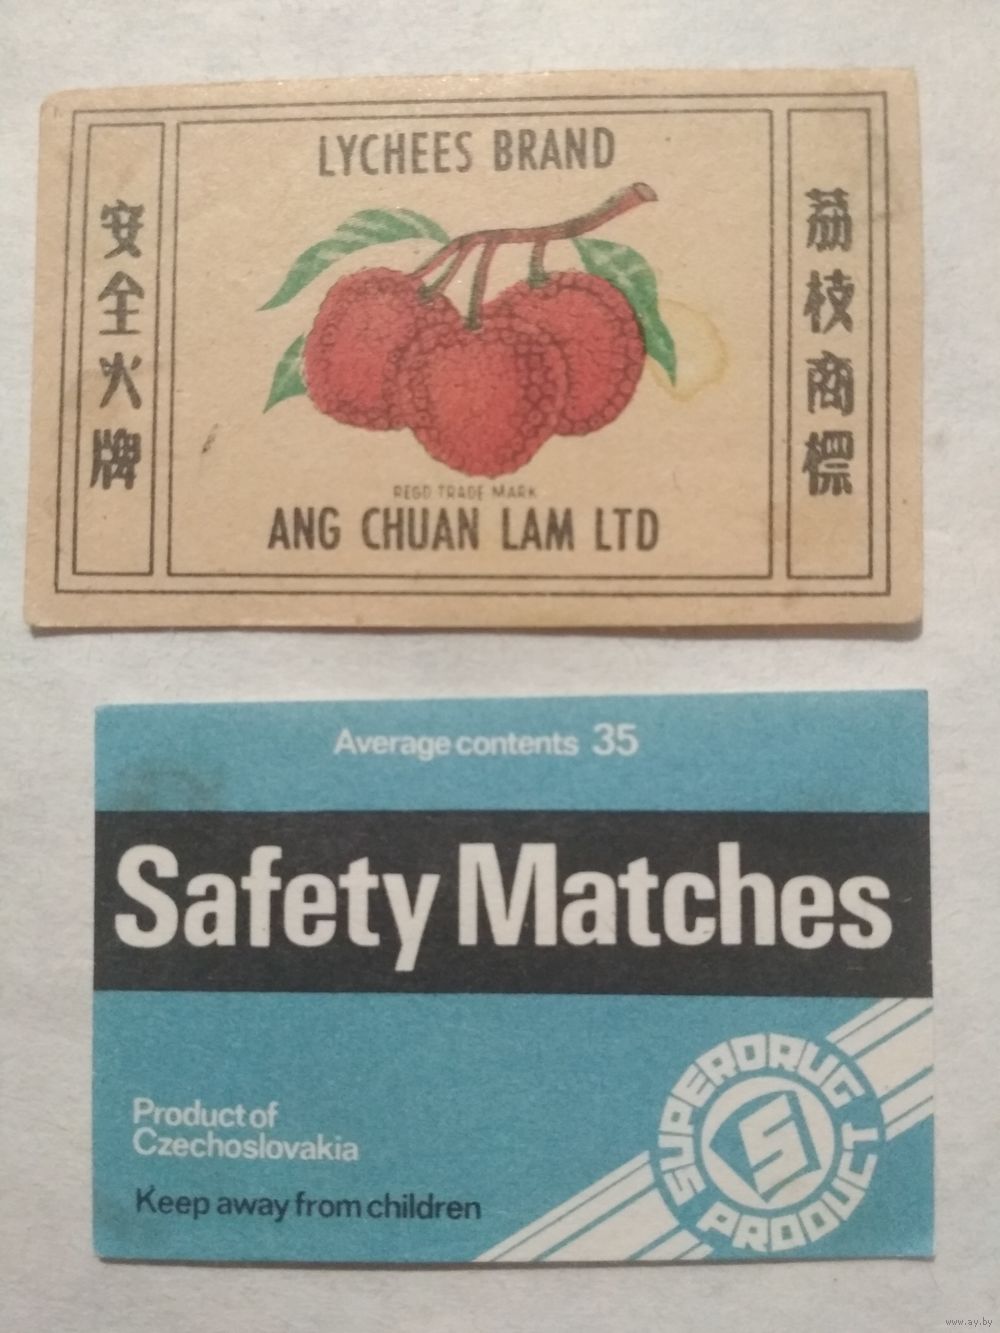 LYCHEES BRAND
安全火牌
荔枝商標
REGD TRADE MARK
ANG CHUAN LAM LTD
Average contents 35
Safety Matches
Product of
Czechoslovakia
Keep away from children
SUPERDRUG
S
PRODUCT
www.ay.by